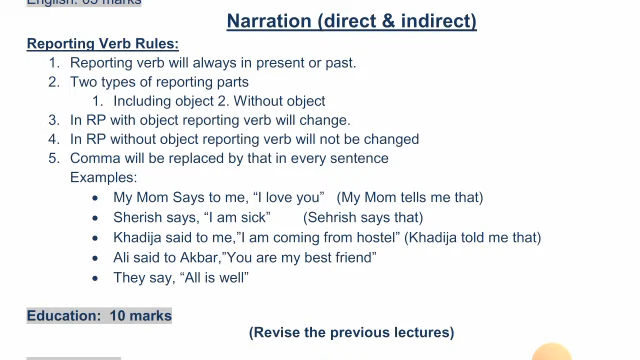 English: 05 marks
Narration (direct & indirect)
Reporting Verb Rules:
1. Reporting verb will always in present or past.
2. Two types of reporting parts
1. Including object 2. Without object
3. In RP with object reporting verb will change.
4. In RP without object reporting verb will not be changed
5. Comma will be replaced by that in every sentence
Examples:
• My Mom Says to me, “I love you” (My Mom tells me that)
• Sherish says, “I am sick” (Sehrish says that)
• Khadija said to me,”I am coming from hostel” (Khadija told me that)
• Ali said to Akbar,”You are my best friend”
• They say, “All is well”
Education: 10 marks
(Revise the previous lectures)